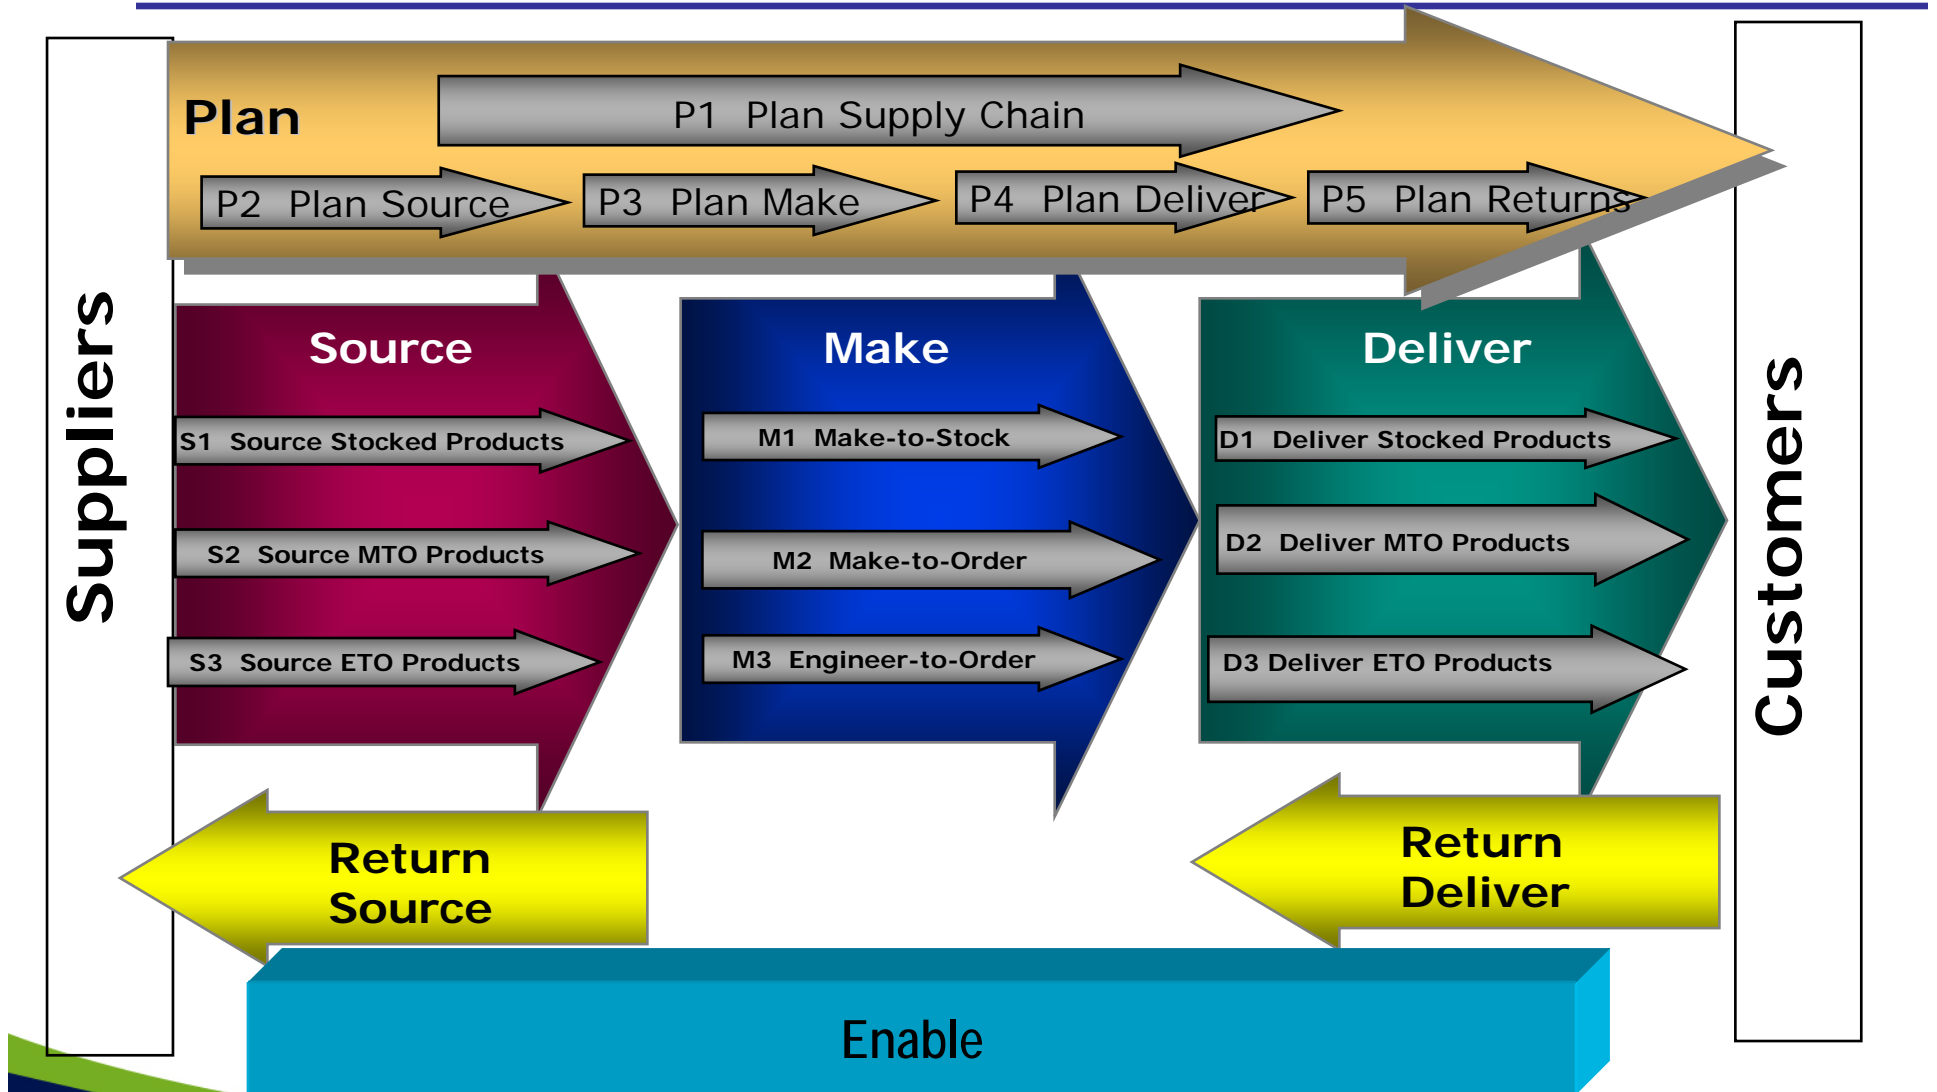 Plan
P1 Plan Supply Chain
P2 Plan Source
P3 Plan Make
P4 Plan Deliver
P5 Plan Returns
Suppliers
Source
S1 Source Stocked Products
S2 Source MTO Products
S3 Source ETO Products
Make
M1 Make-to-Stock
M2 Make-to-Order
M3 Engineer-to-Order
Deliver
D1 Deliver Stocked Products
D2 Deliver MTO Products
D3 Deliver ETO Products
Customers
Return
Source
Return
Deliver
Enable